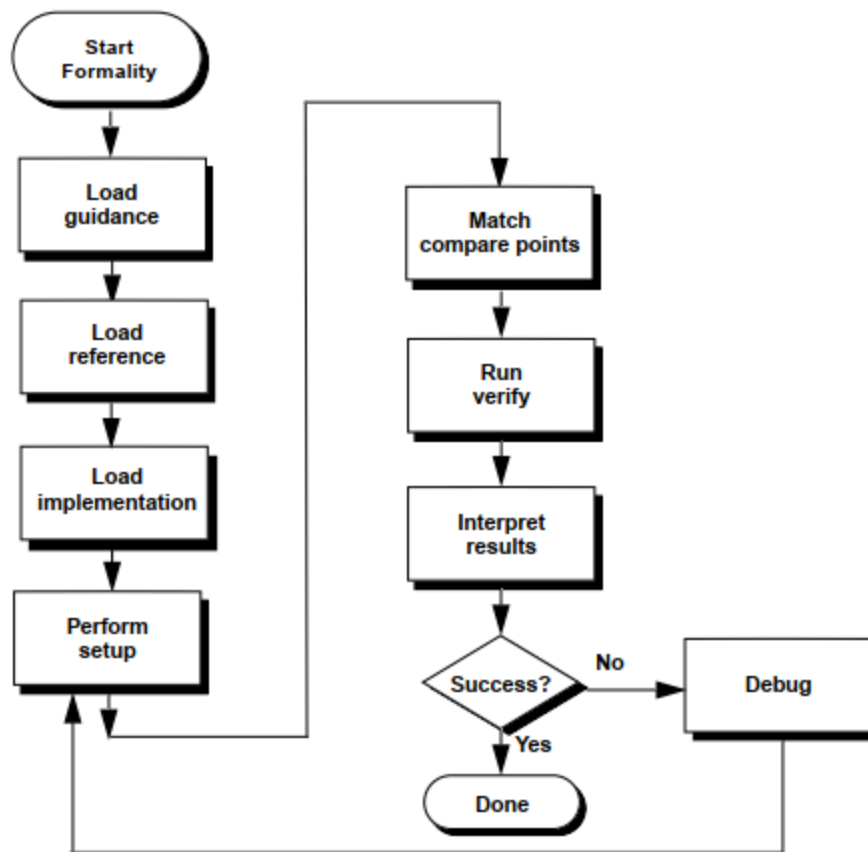 Start
Formality
Load
guidance
Load
reference
Load
implementation
Perform
setup
Match
compare points
Run
verify
Interpret
results
Success?
No
Debug
Yes
Done